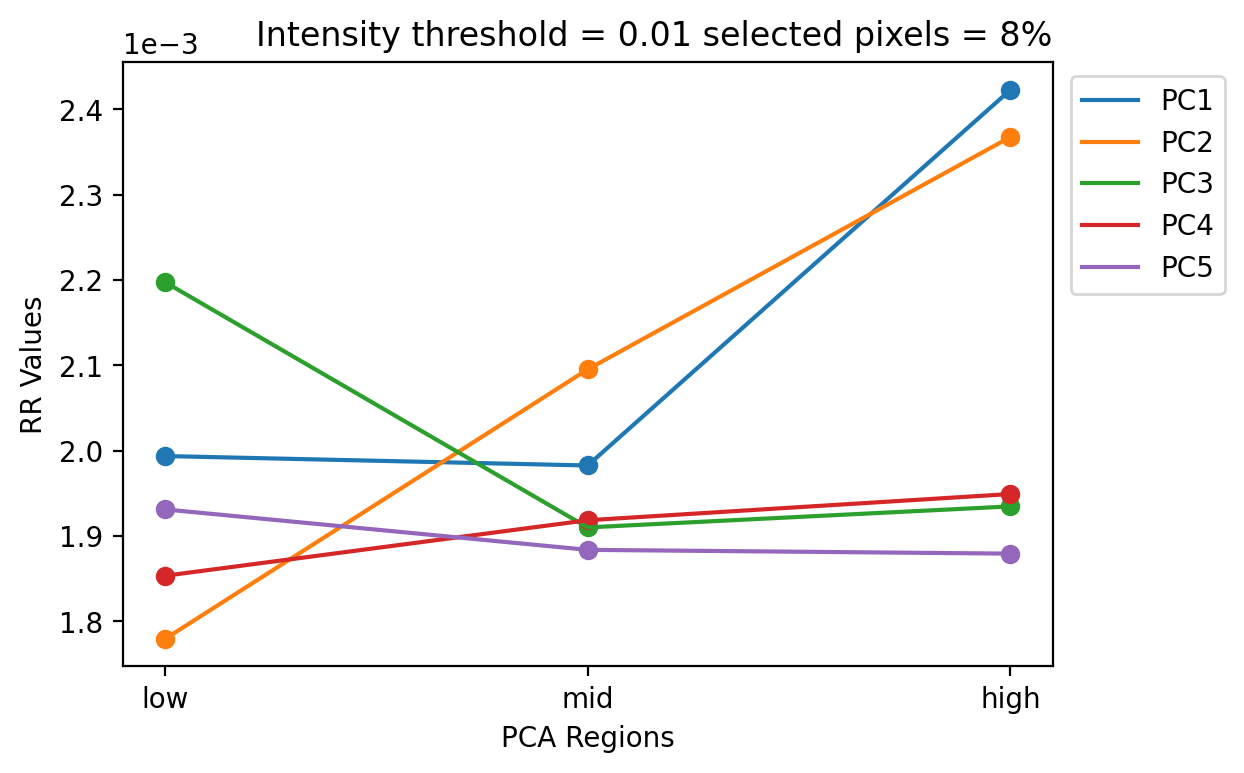 Intensity threshold = 0.01 selected pixels = 8%
1e−3
2.4
2.3
2.2
2.1
2.0
1.9
1.8
RR Values
low mid high
PCA Regions
PC1
PC2
PC3
PC4
PC5